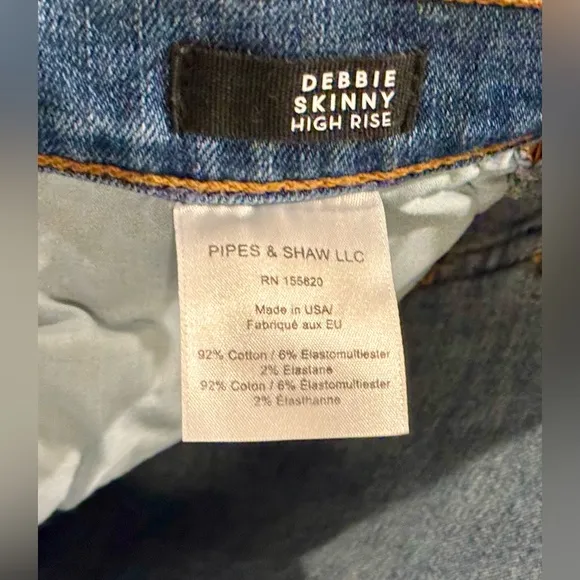 DEBBIE
SKINNY
HIGH RISE
PIPES & SHAW LLC
RN 155820
Made in USA/
Fabriqué aux EU
92% Cotton / 6% Elastomultiester
2% Elastane
92% Coton / 6% Élastomultiester
2% Élasthanne